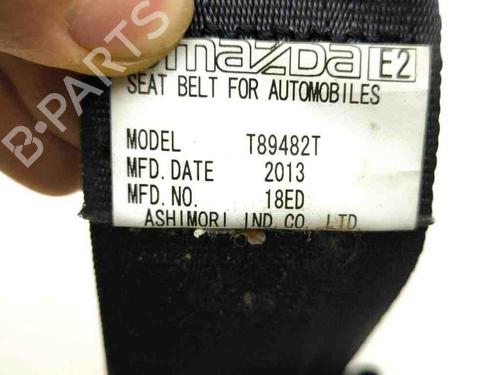 mazda E2
SEAT BELT FOR AUTOMOBILES
MODEL T89482T
MFD. DATE 2013
MFD. NO. 18ED
ASHIMORI IND. CO., LTD.
B-PARTS